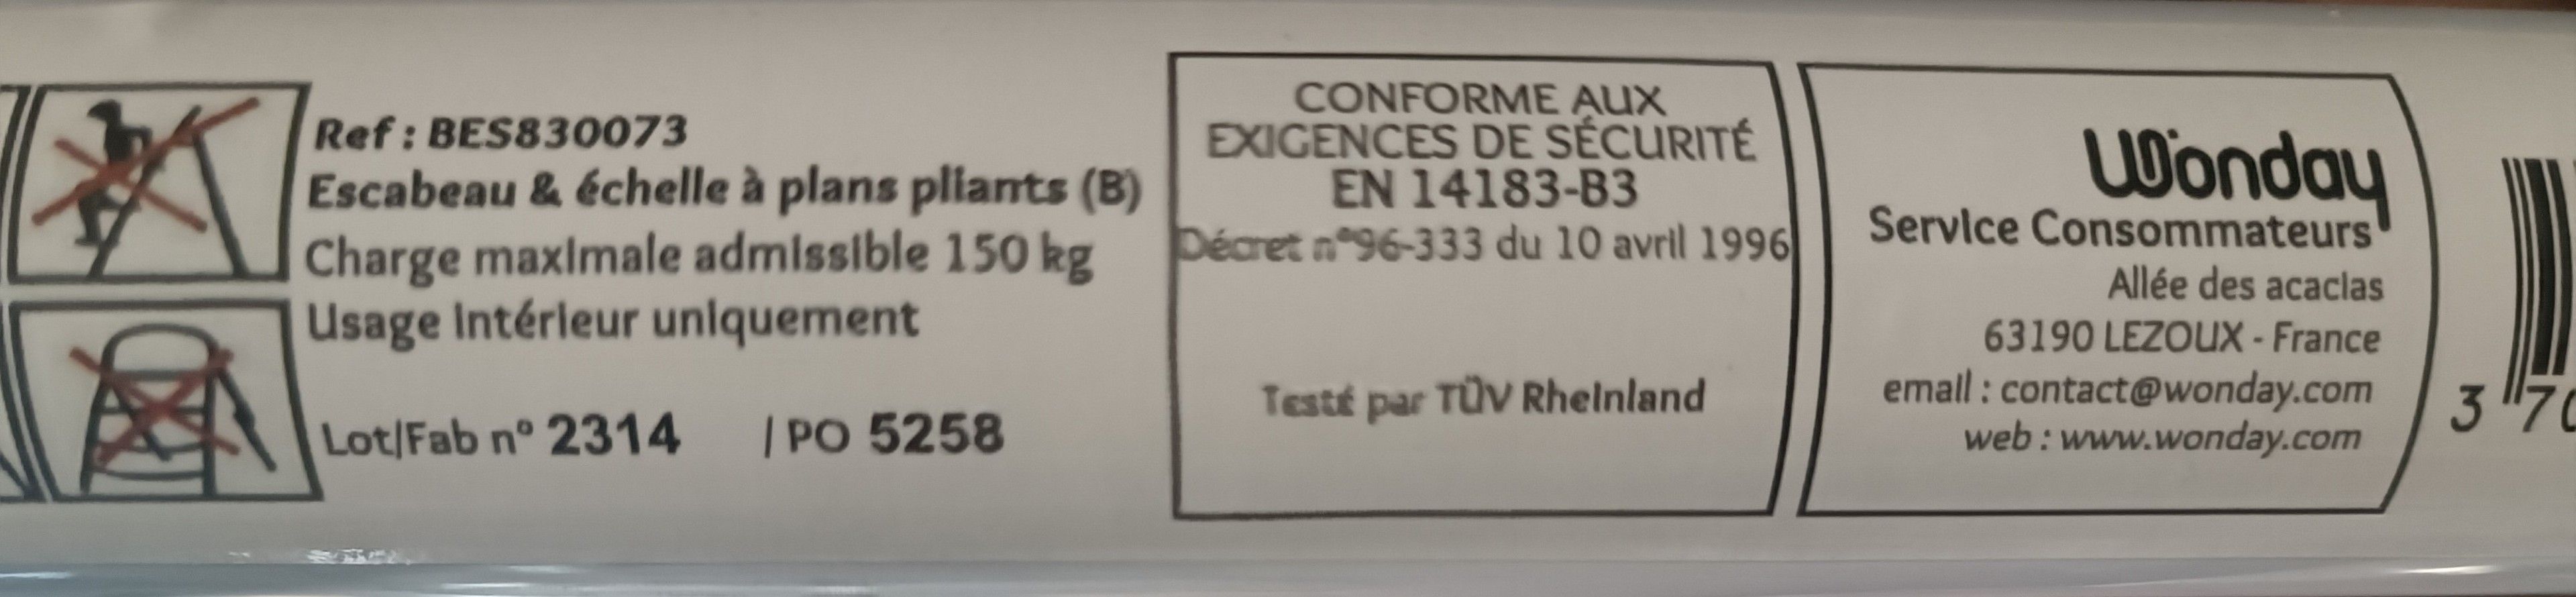 Ref : BES830073
Escabeau & échelle à plans pliants (B)
Charge maximale admissible 150 kg
Usage intérieur uniquement
Lot/Fab n° 2314 | PO 5258
CONFORME AUX
EXIGENCES DE SÉCURITÉ
EN 14183-B3
Décret n°96-333 du 10 avril 1996
Testé par TÜV Rheinland
Wonday
Service Consommateurs
Allée des acacias
63190 LEZOUX - France
email : contact@wonday.com
web : www.wonday.com
3 7